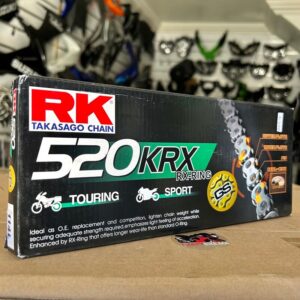 RK
TAKASAGO CHAIN
520KRX
RX-RING
TOURING
SPORT
GS
Ideal as O.E. replacement and competition, lighten chain weight while
securing adequate strength required,emphasizes light feeling of acceleration.
Enhanced by RX-Ring that offers longer wear-life than standard O-Ring.